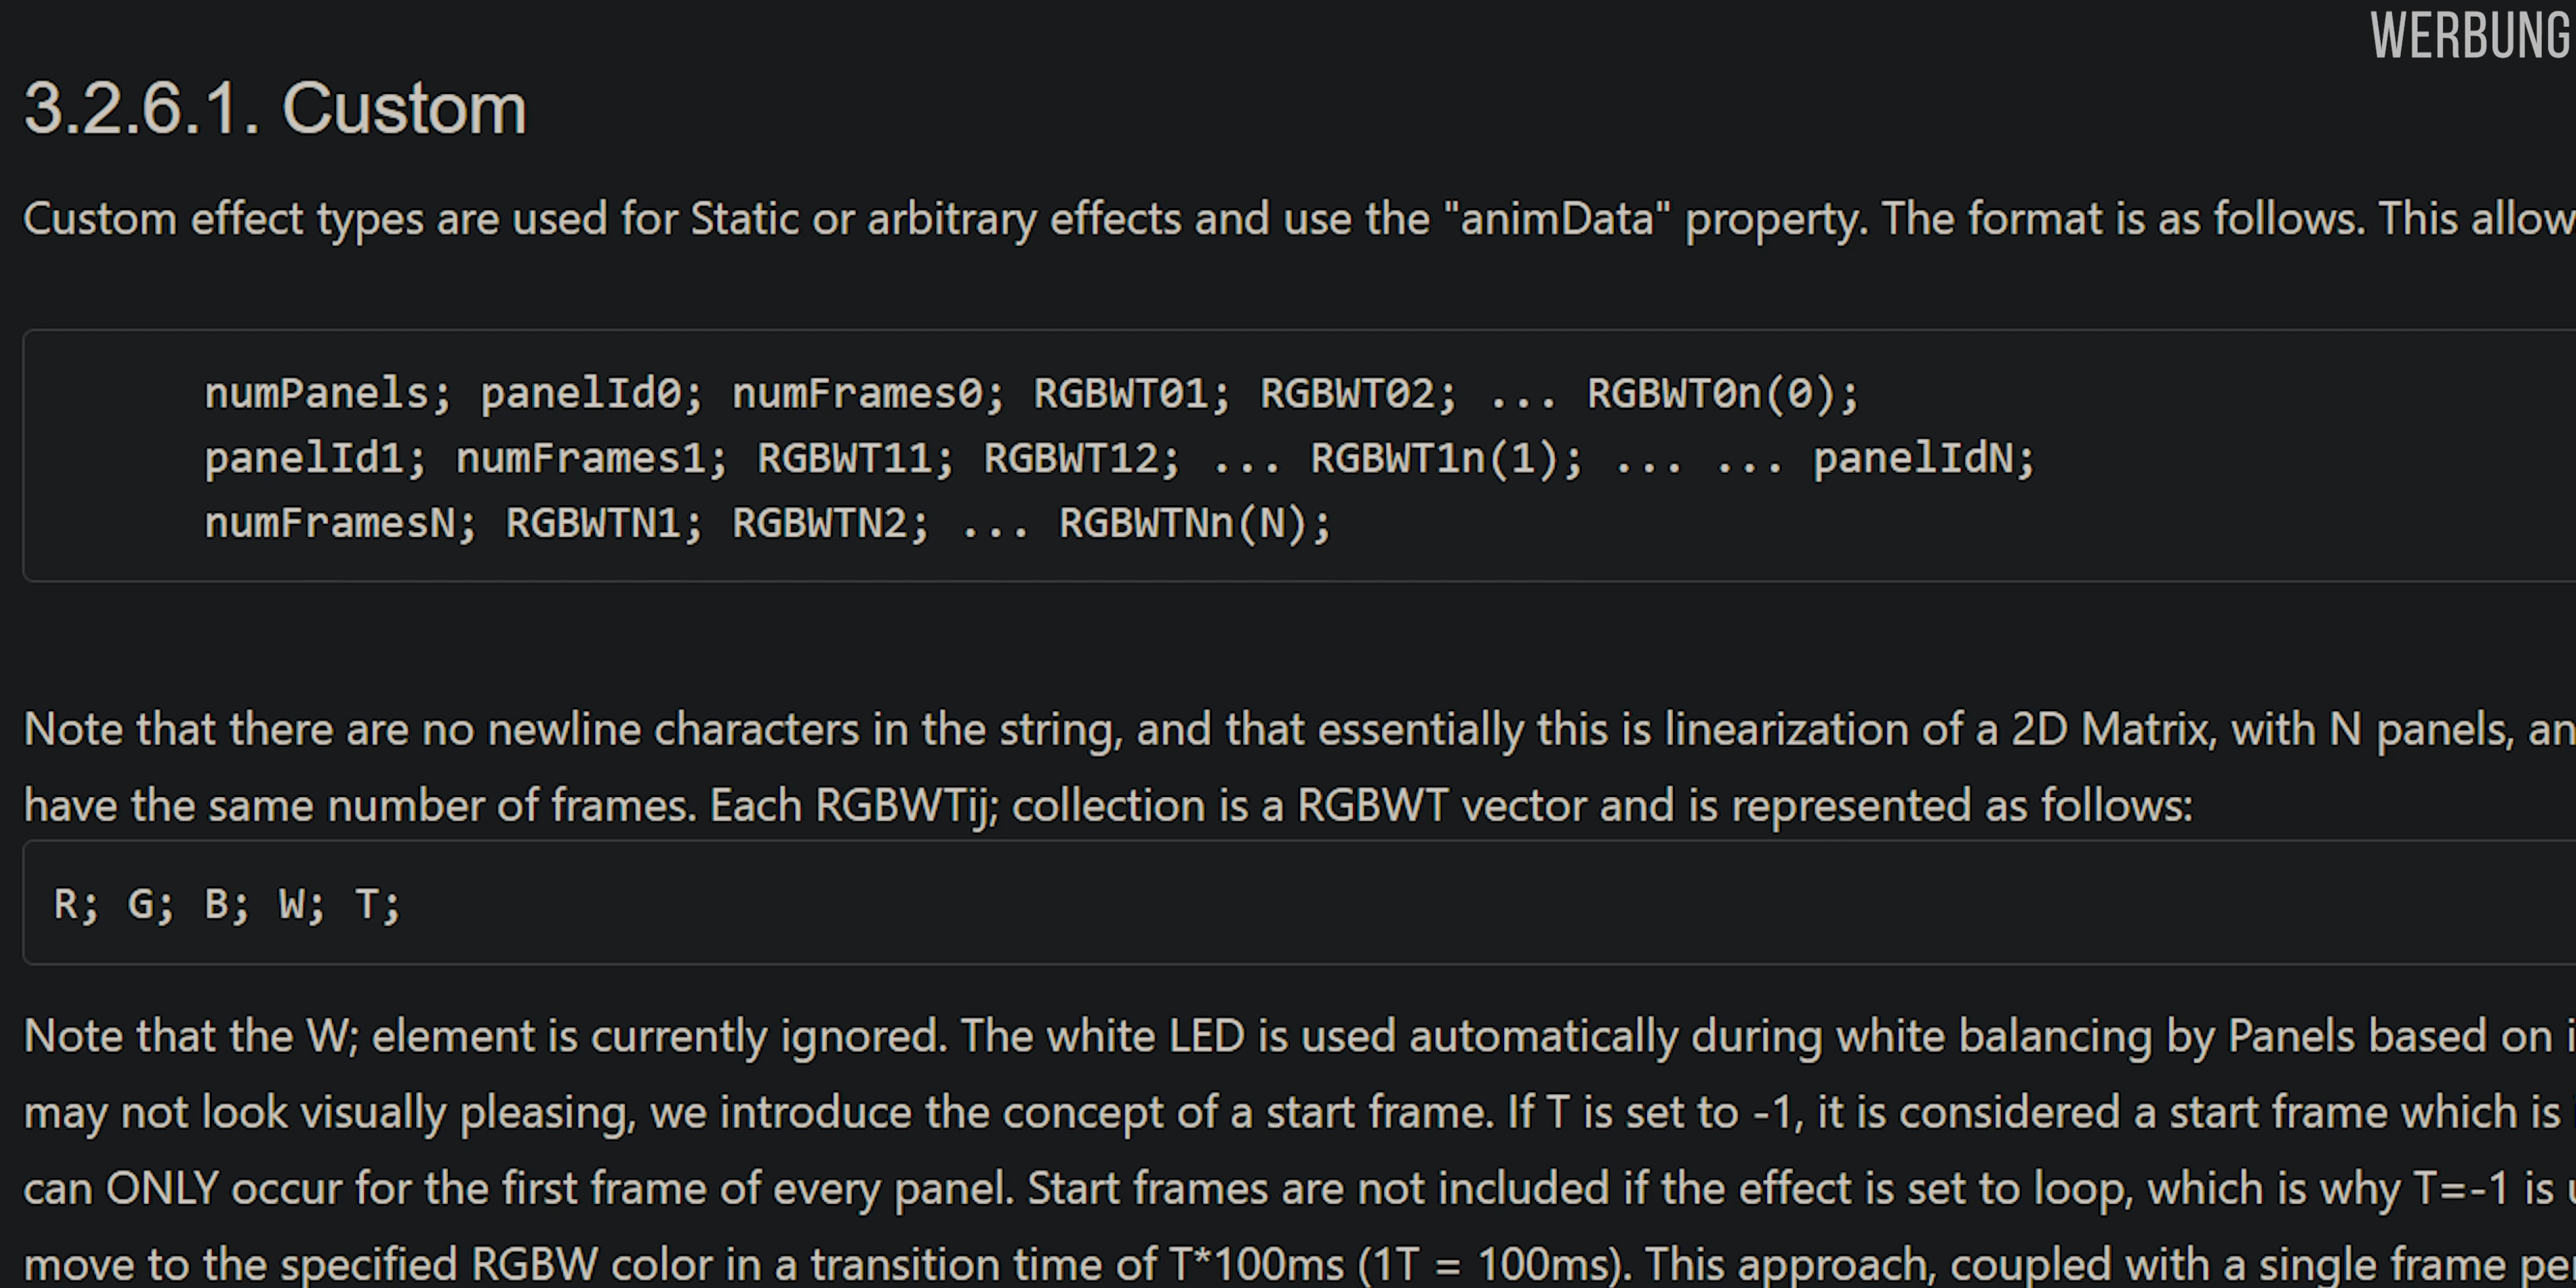 WERBUNG
3.2.6.1. Custom
Custom effect types are used for Static or arbitrary effects and use the "animData" property. The format is as follows. This allow
numPanels; panelId0; numFrames0; RGBWT01; RGBWT02; ... RGBWT0n(0);
panelId1; numFrames1; RGBWT11; RGBWT12; ... RGBWT1n(1); ... ... panelIdN;
numFramesN; RGBWTN1; RGBWTN2; ... RGBWTNn(N);
Note that there are no newline characters in the string, and that essentially this is linearization of a 2D Matrix, with N panels, an
have the same number of frames. Each RGBWTij; collection is a RGBWT vector and is represented as follows:
R; G; B; W; T;
Note that the W; element is currently ignored. The white LED is used automatically during white balancing by Panels based on i
may not look visually pleasing, we introduce the concept of a start frame. If T is set to -1, it is considered a start frame which is
can ONLY occur for the first frame of every panel. Start frames are not included if the effect is set to loop, which is why T=-1 is
move to the specified RGBW color in a transition time of T*100ms (1T = 100ms). This approach, coupled with a single frame pe